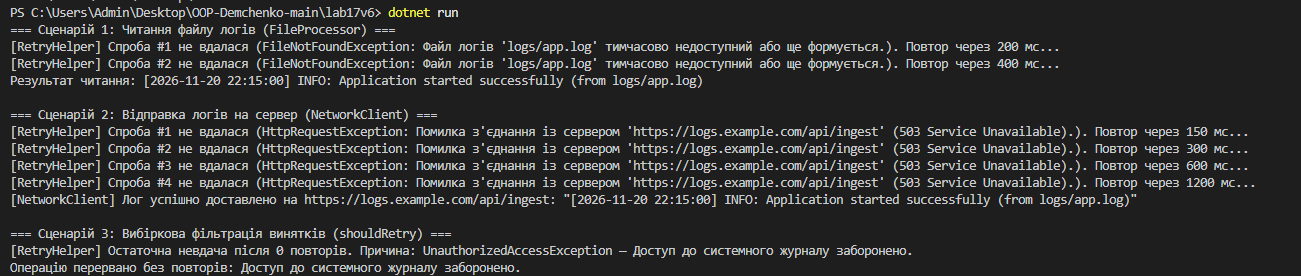 PS C:\Users\Admin\Desktop\OOP-Demchenko-main\lab17v6> dotnet run
=== Сценарій 1: Читання файлу логів (FileProcessor) ===
[RetryHelper] Спроба #1 не вдалася (FileNotFoundException: Файл логів 'logs/app.log' тимчасово недоступний або ще формується.). Повтор через 200 мс...
[RetryHelper] Спроба #2 не вдалася (FileNotFoundException: Файл логів 'logs/app.log' тимчасово недоступний або ще формується.). Повтор через 400 мс...
Результат читання: [2026-11-20 22:15:00] INFO: Application started successfully (from logs/app.log)
=== Сценарій 2: Відправка логів на сервер (NetworkClient) ===
[RetryHelper] Спроба #1 не вдалася (HttpRequestException: Помилка з'єднання із сервером 'https://logs.example.com/api/ingest' (503 Service Unavailable).). Повтор через 150 мс...
[RetryHelper] Спроба #2 не вдалася (HttpRequestException: Помилка з'єднання із сервером 'https://logs.example.com/api/ingest' (503 Service Unavailable).). Повтор через 300 мс...
[RetryHelper] Спроба #3 не вдалася (HttpRequestException: Помилка з'єднання із сервером 'https://logs.example.com/api/ingest' (503 Service Unavailable).). Повтор через 600 мс...
[RetryHelper] Спроба #4 не вдалася (HttpRequestException: Помилка з'єднання із сервером 'https://logs.example.com/api/ingest' (503 Service Unavailable).). Повтор через 1200 мс...
[NetworkClient] Лог успішно доставлено на https://logs.example.com/api/ingest: "[2026-11-20 22:15:00] INFO: Application started successfully (from logs/app.log)"
=== Сценарій 3: Вибіркова фільтрація винятків (shouldRetry) ===
[RetryHelper] Остаточна невдача після 0 повторів. Причина: UnauthorizedAccessException — Доступ до системного журналу заборонено.
Операцію перервано без повторів: Доступ до системного журналу заборонено.